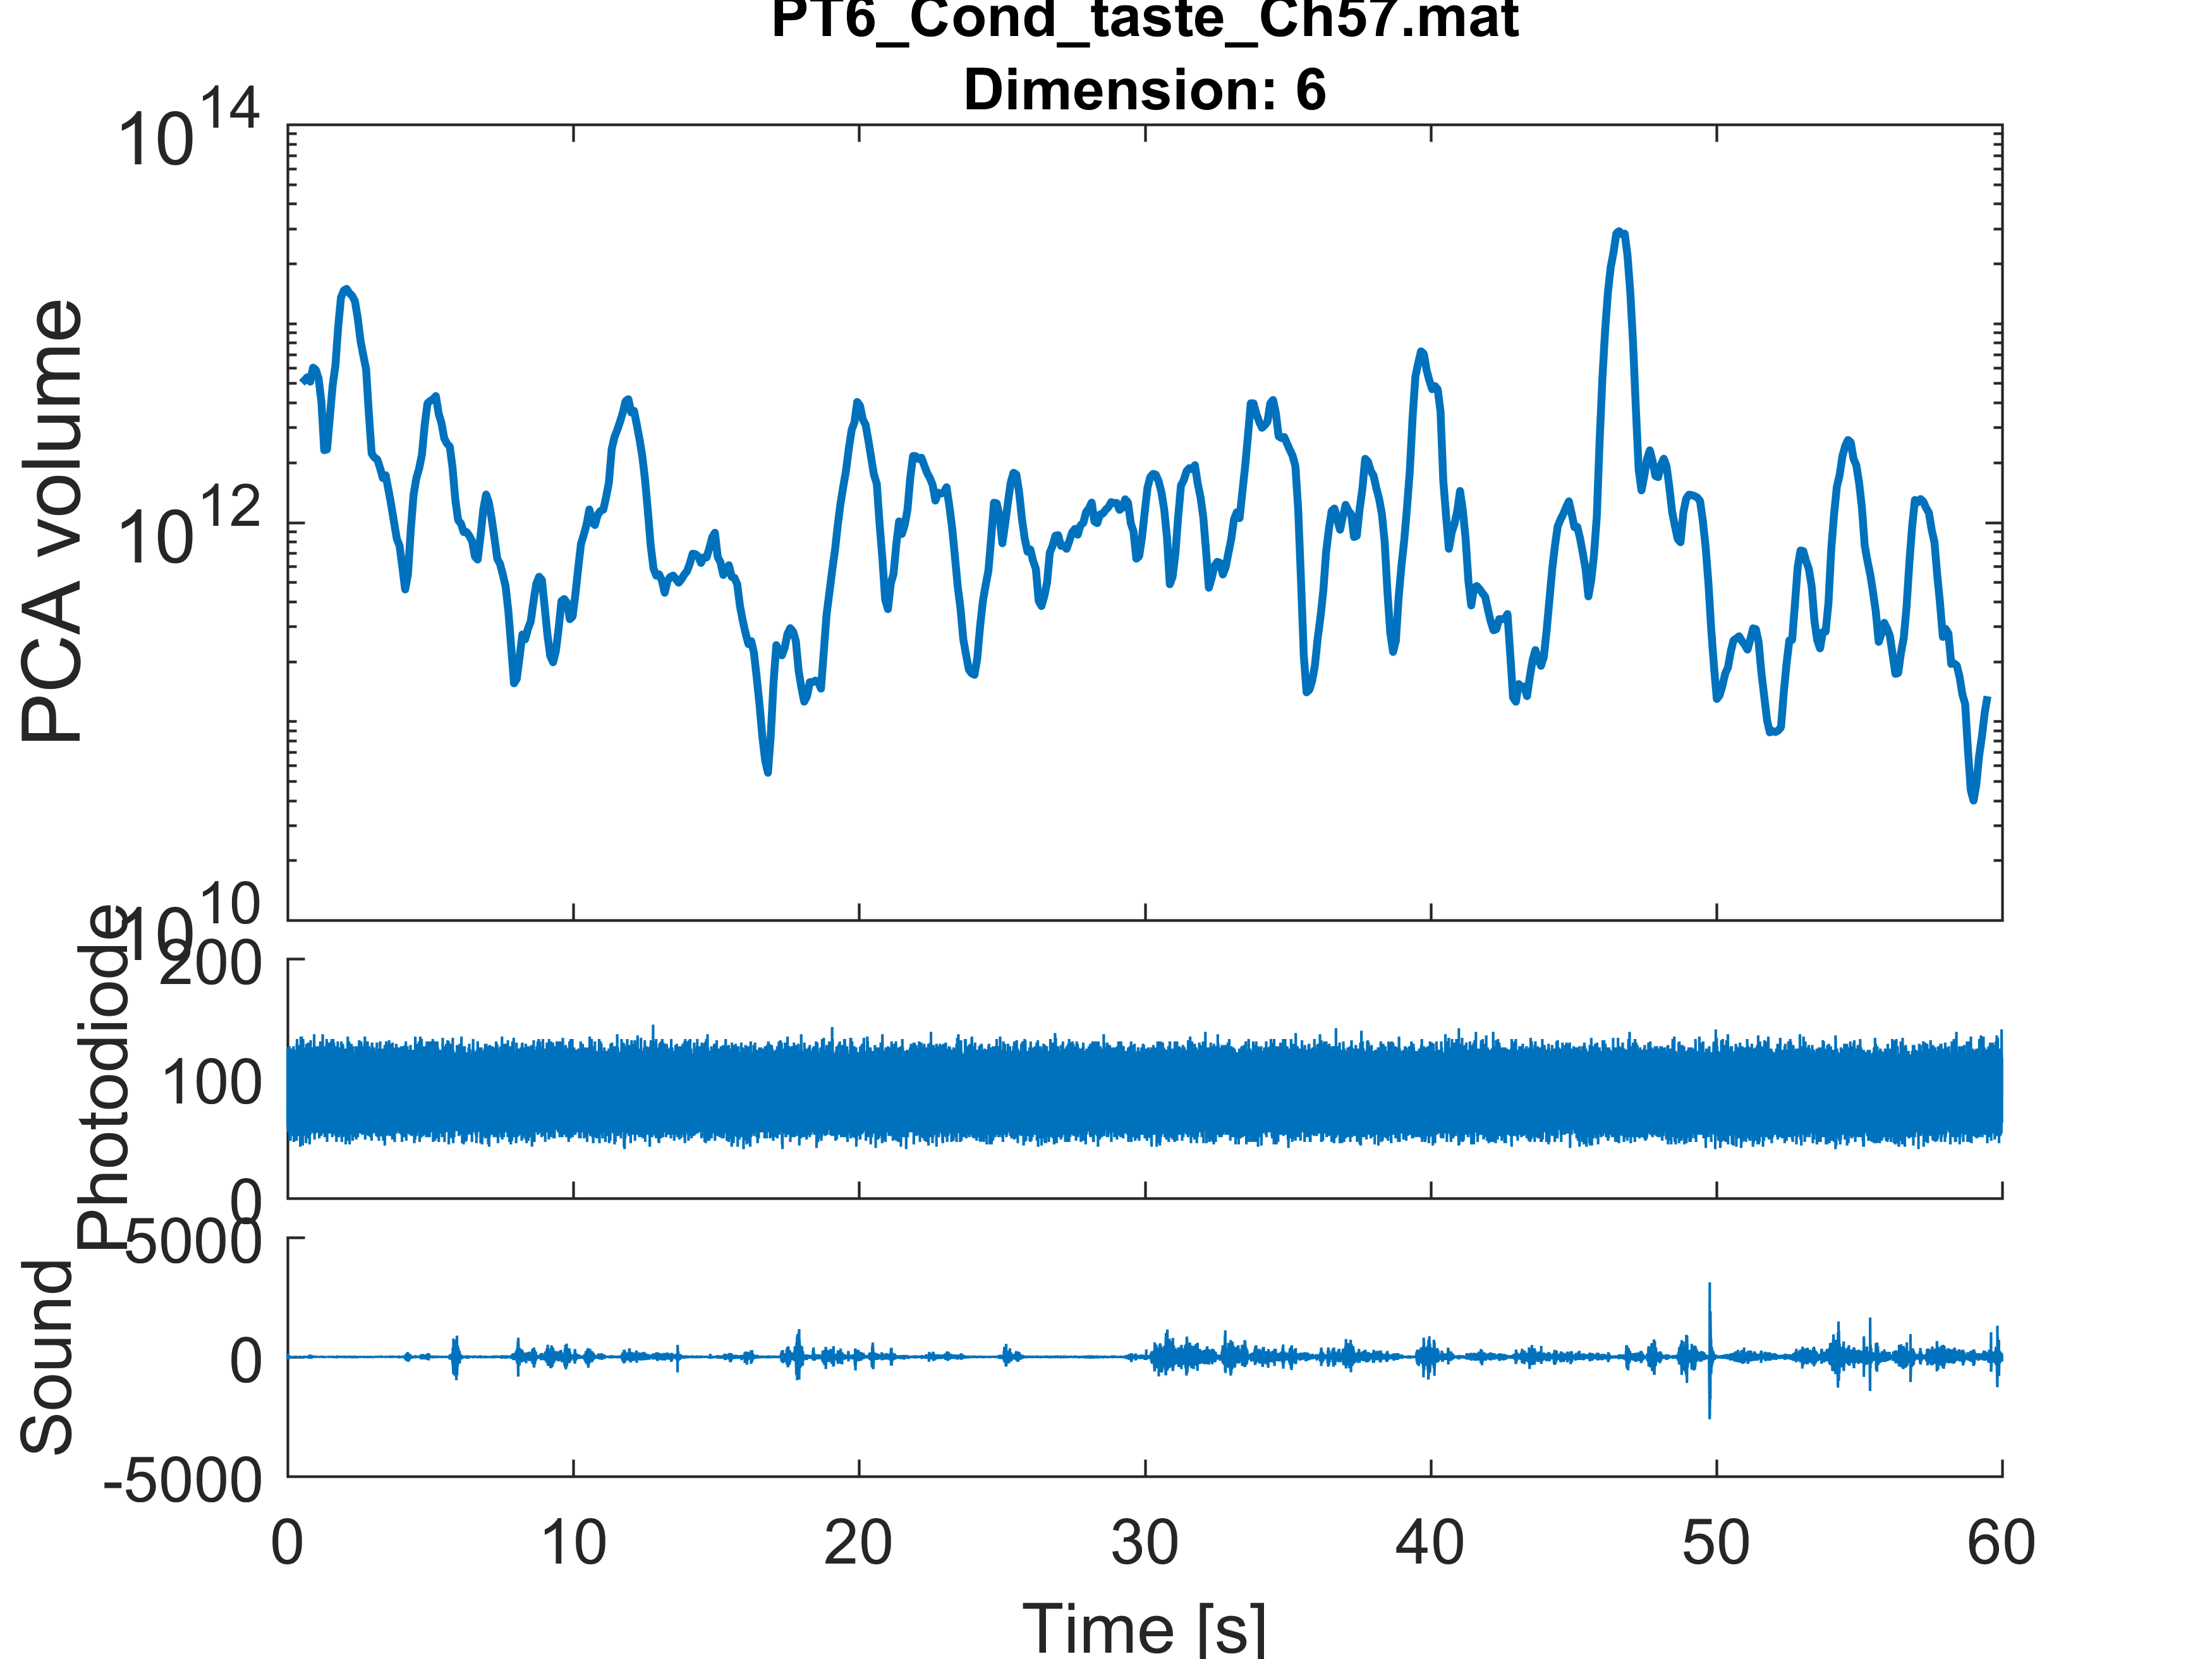 PT6_Cond_taste_Ch57.mat
Dimension: 6
10^14
10^12
10^10
PCA volume
200
100
0
Photodiode
5000
0
-5000
Sound
0 10 20 30 40 50 60
Time [s]